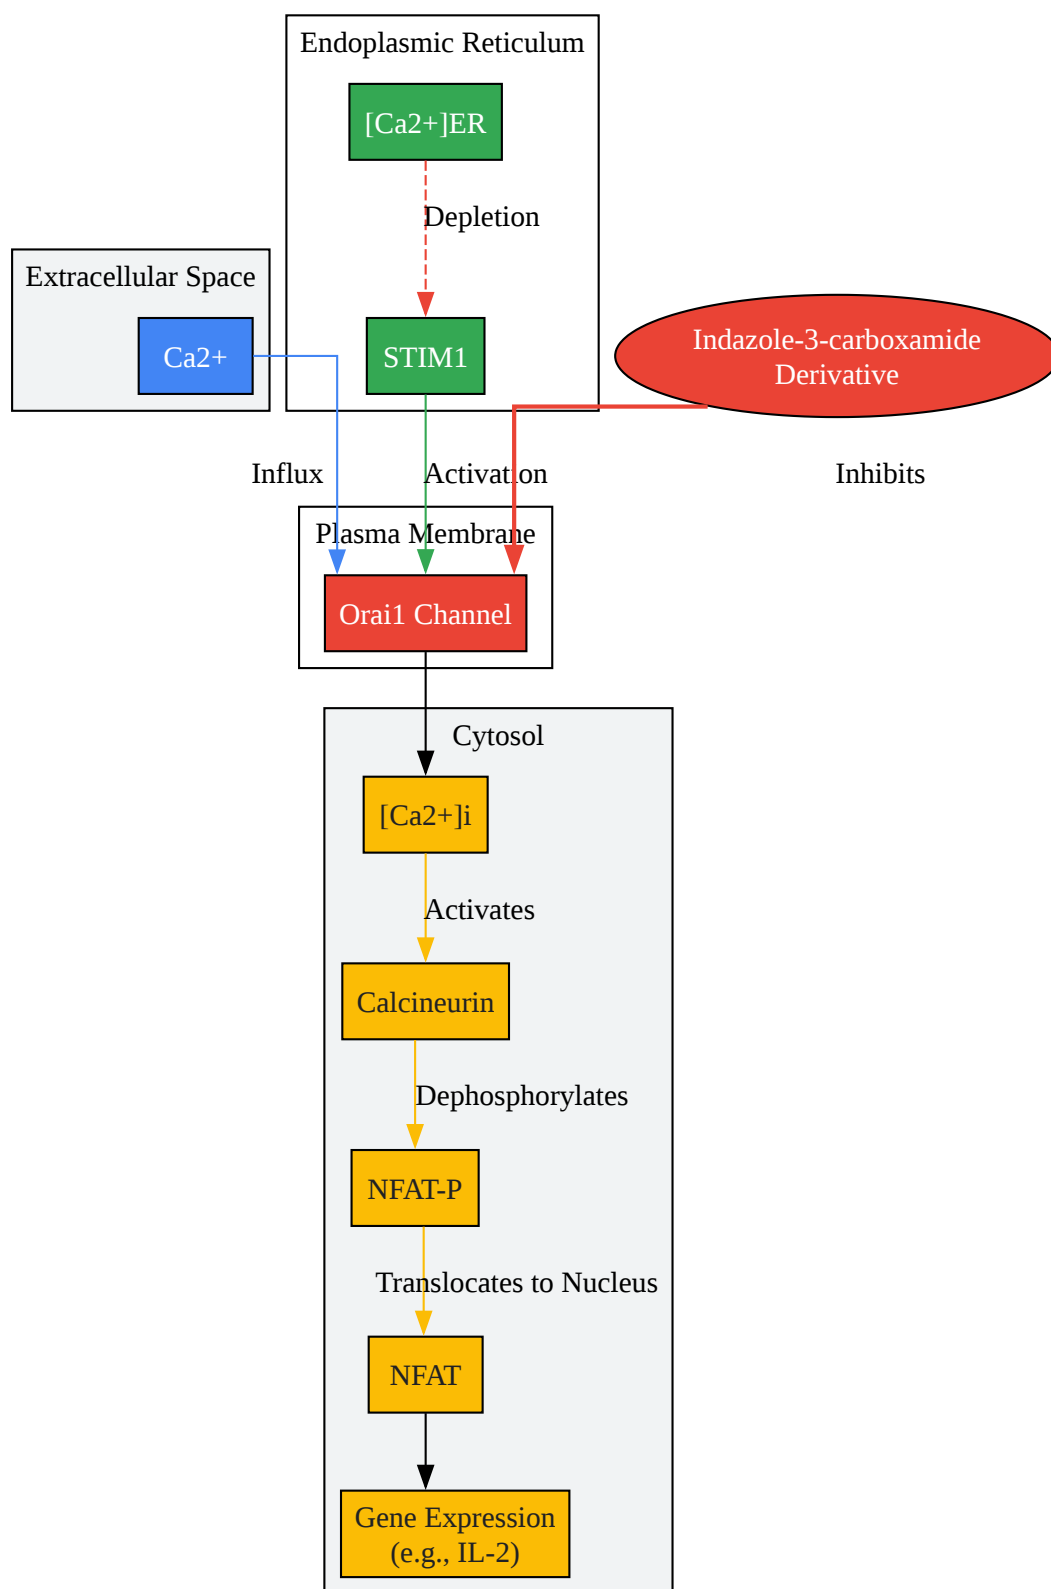 Endoplasmic Reticulum
[Ca2+]ER
Depletion
Extracellular Space
Ca2+
STIM1
Indazole-3-carboxamide
Derivative
Influx
Activation
Inhibits
Plasma Membrane
Orai1 Channel
Cytosol
[Ca2+]i
Activates
Calcineurin
Dephosphorylates
NFAT-P
Translocates to Nucleus
NFAT
Gene Expression
(e.g., IL-2)